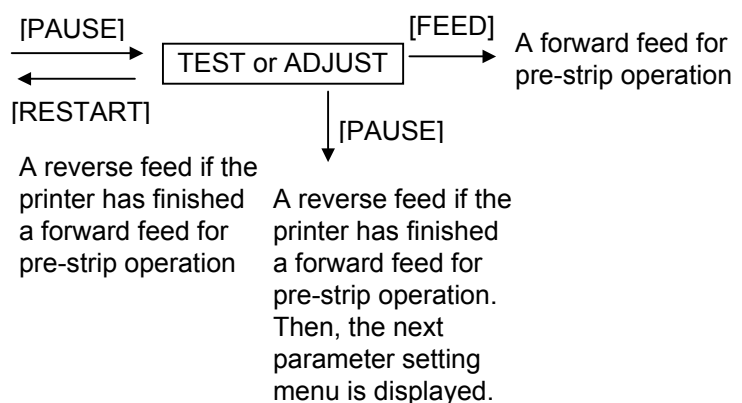 [PAUSE]
[RESTART]
TEST or ADJUST
[FEED]
A forward feed for
pre-strip operation
[PAUSE]
A reverse feed if the
printer has finished
a forward feed for
pre-strip operation
A reverse feed if the
printer has finished
a forward feed for
pre-strip operation.
Then, the next
parameter setting
menu is displayed.